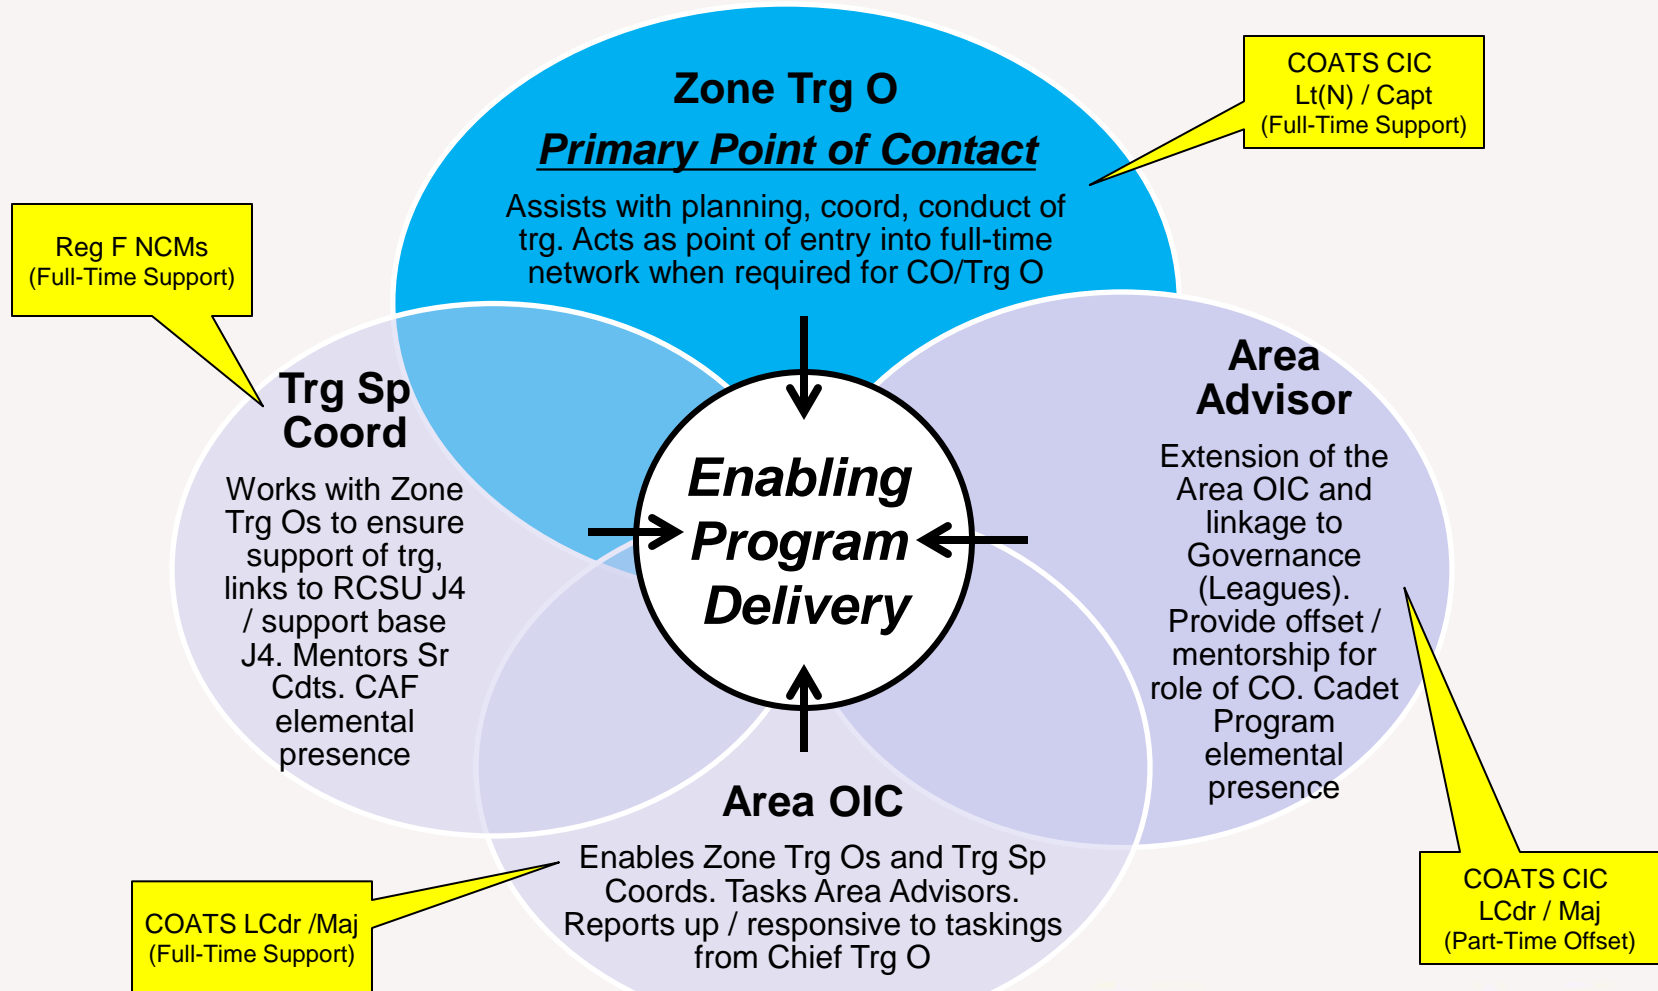 Zone Trg O
Primary Point of Contact
Assists with planning, coord, conduct of
trg. Acts as point of entry into full-time
network when required for CO/Trg O
COATS CIC
Lt(N) / Capt
(Full-Time Support)
Reg F NCMs
(Full-Time Support)
Trg Sp
Coord
Works with Zone
Trg Os to ensure
support of trg,
links to RCSU J4
/ support base
J4. Mentors Sr
Cdts. CAF
elemental
presence
Enabling
Program
Delivery
Area
Advisor
Extension of the
Area OIC and
linkage to
Governance
(Leagues).
Provide offset /
mentorship for
role of CO. Cadet
Program
elemental
presence
Area OIC
Enables Zone Trg Os and Trg Sp
Coords. Tasks Area Advisors.
Reports up / responsive to taskings
from Chief Trg O
COATS LCdr /Maj
(Full-Time Support)
COATS CIC
LCdr / Maj
(Part-Time Offset)